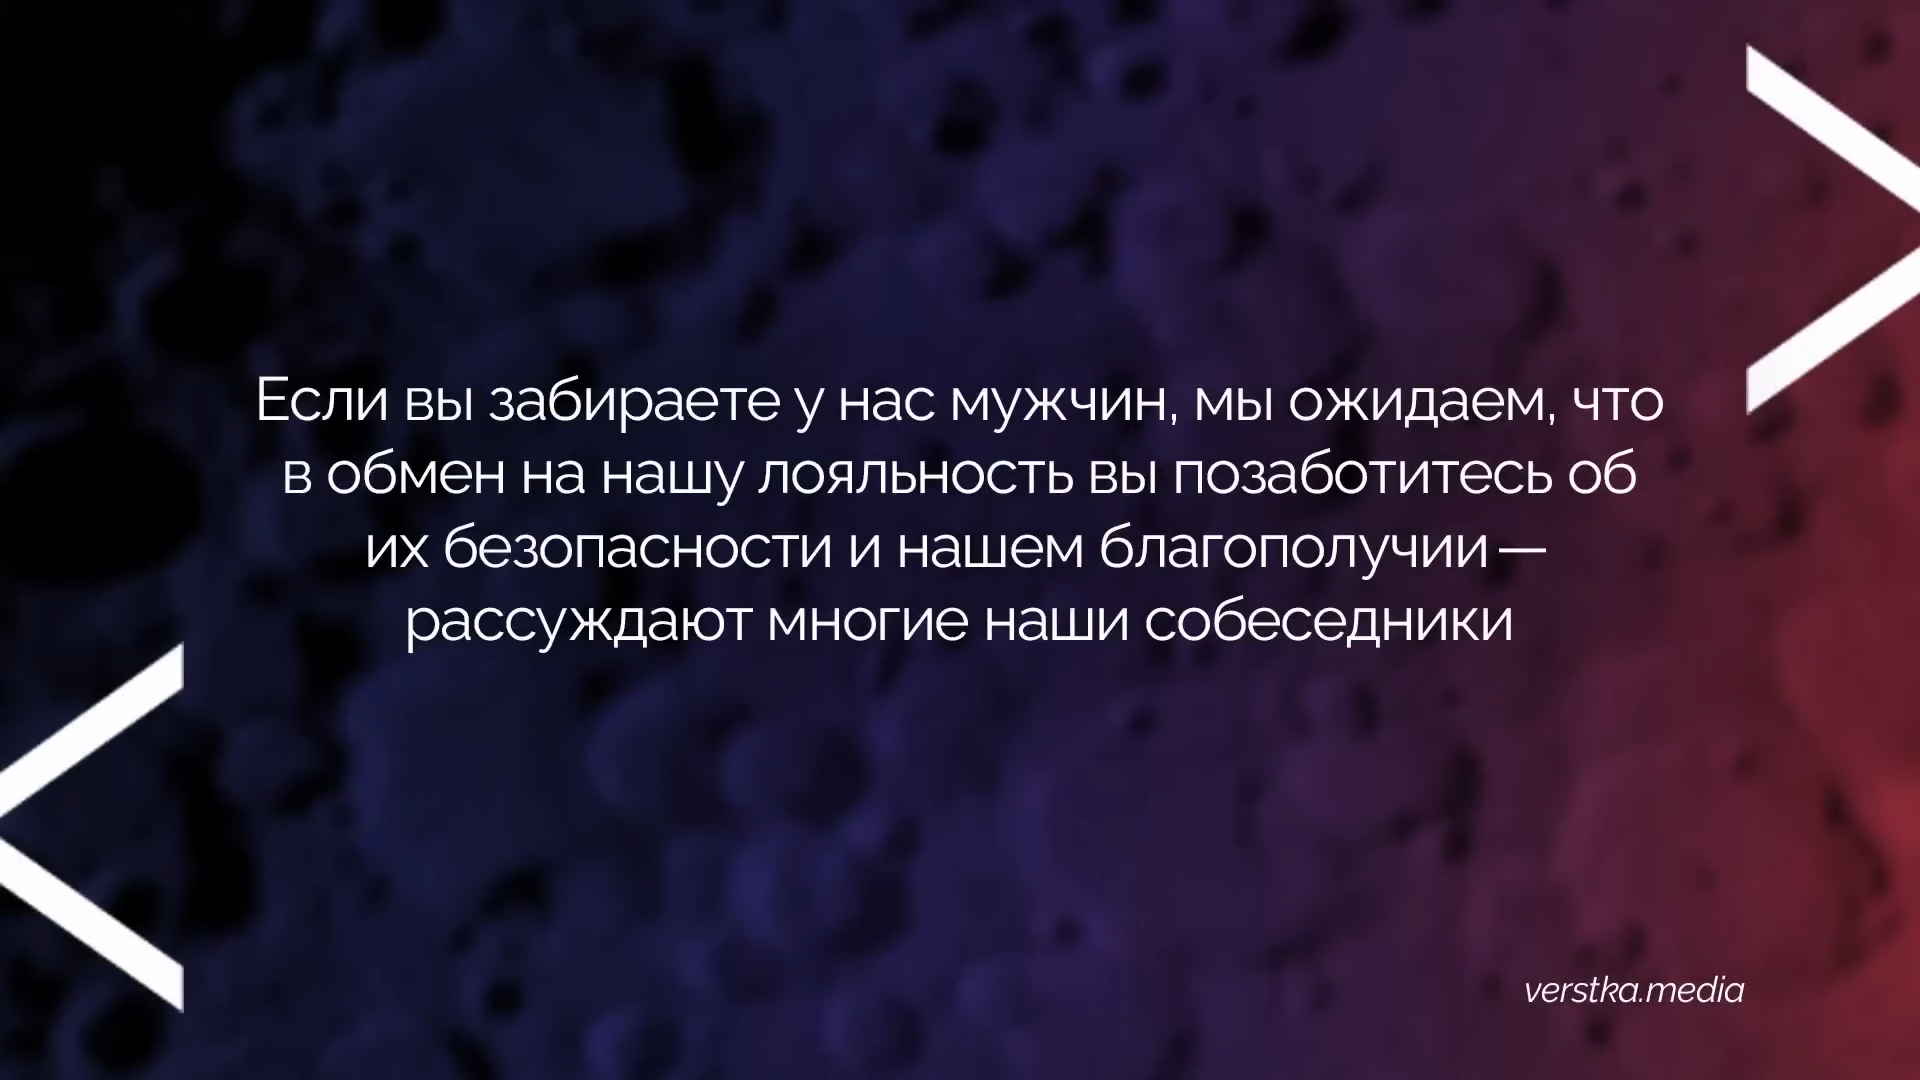 Если вы забираете у нас мужчин, мы ожидаем, что
в обмен на нашу лояльность вы позаботитесь об
их безопасности и нашем благополучии —
рассуждают многие наши собеседники
verstka.media